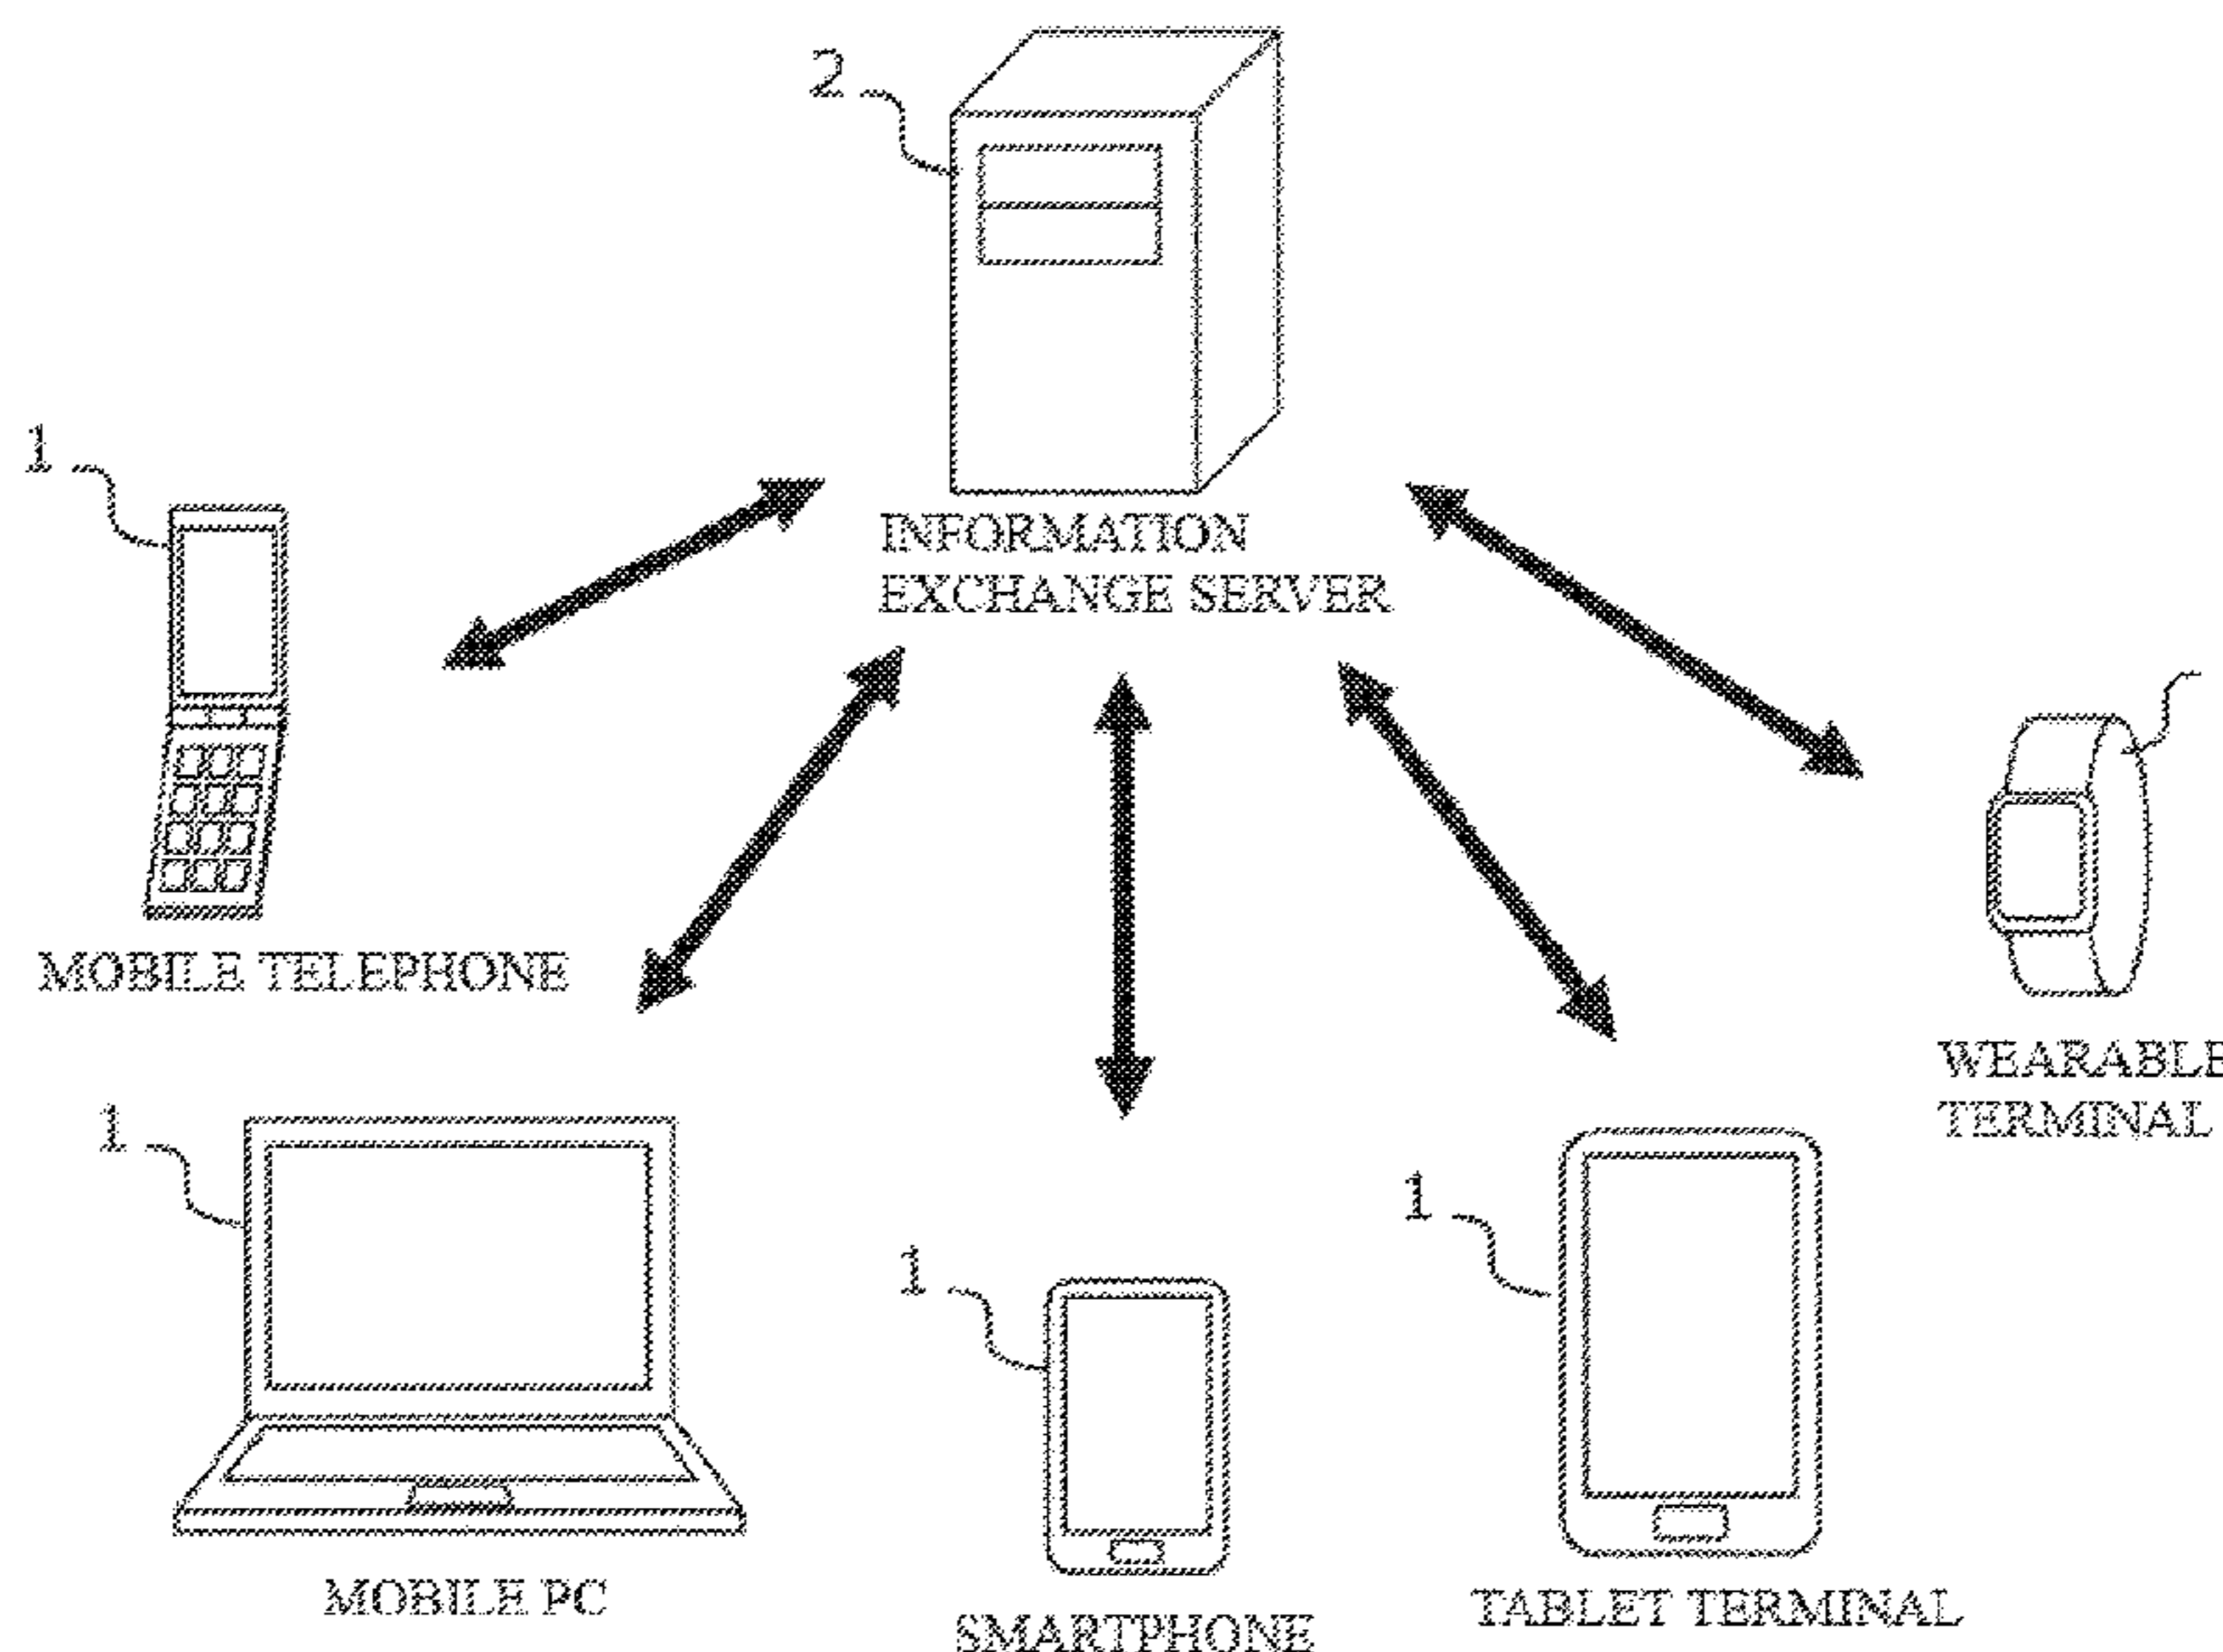 2
INFORMATION
EXCHANGE SERVER
1
MOBILE TELEPHONE
WEARABLE
TERMINAL
1
MOBILE PC
1
SMARTPHONE
1
TABLET TERMINAL